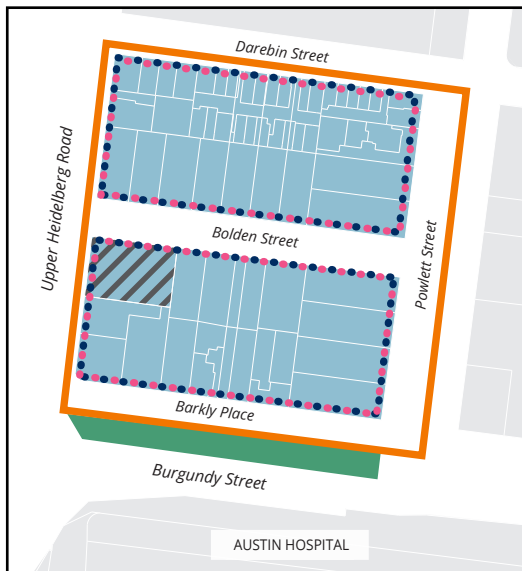 Darebin Street
Upper Heidelberg Road
Bolden Street
Powlett Street
Barkly Place
Burgundy Street
AUSTIN HOSPITAL